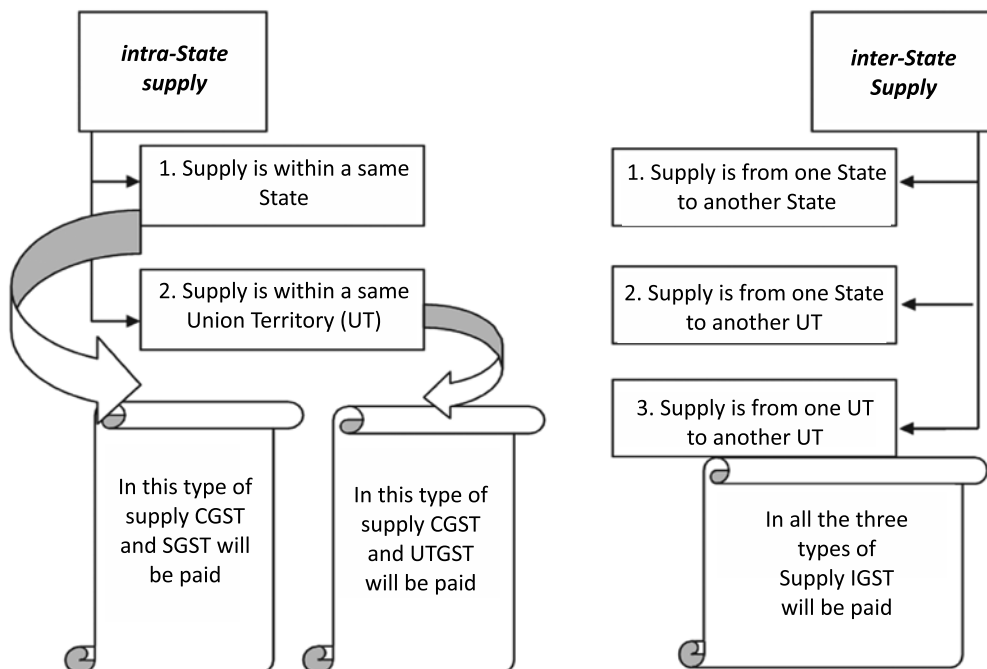 intra-State
supply
1. Supply is within a same
State
2. Supply is within a same
Union Territory (UT)
In this type of
supply CGST
and SGST will
be paid
In this type of
supply CGST
and UTGST
will be paid
inter-State
Supply
1. Supply is from one State
to another State
2. Supply is from one State
to another UT
3. Supply is from one UT
to another UT
In all the three
types of
Supply IGST
will be paid